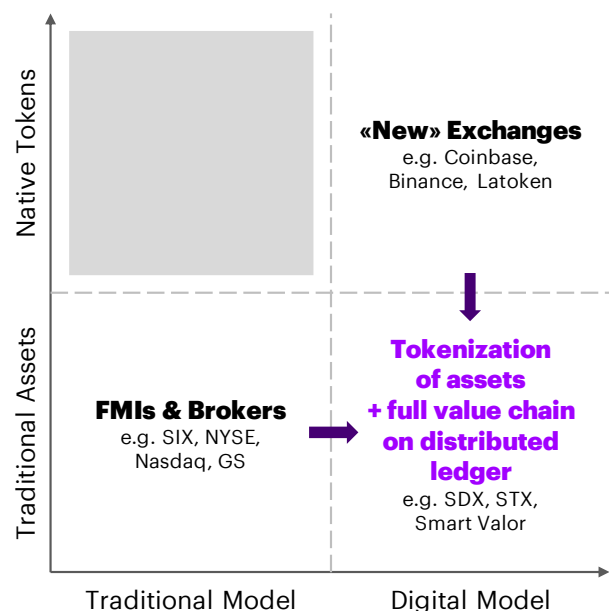 Native Tokens
«New» Exchanges
e.g. Coinbase,
Binance, Latoken
Traditional Assets
FMIs & Brokers
e.g. SIX, NYSE,
Nasdaq, GS
Tokenization
of assets
+ full value chain
on distributed
ledger
e.g. SDX, STX,
Smart Valor
Traditional Model
Digital Model